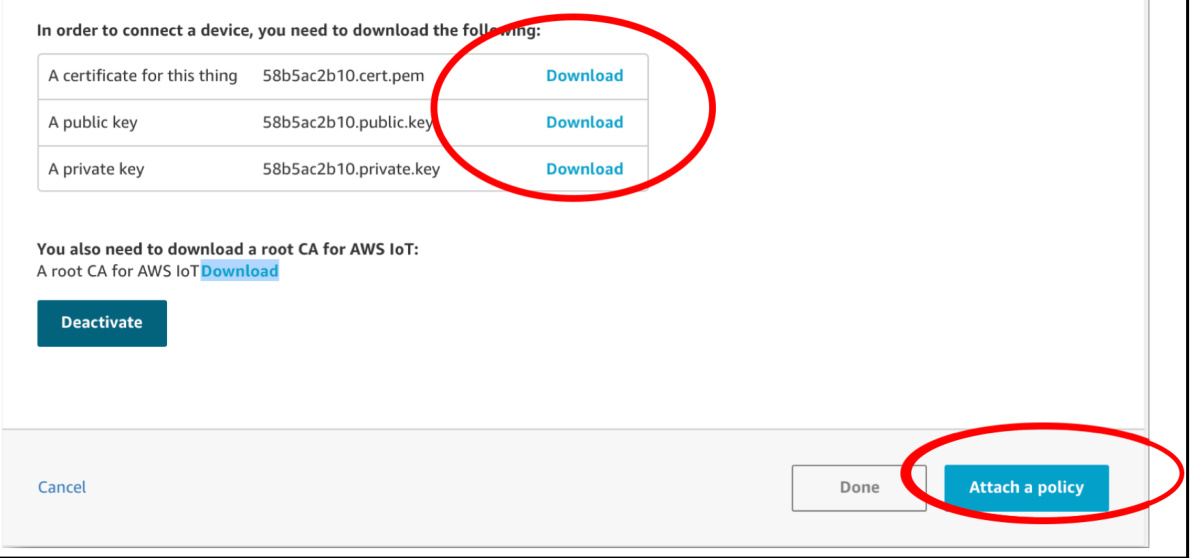 In order to connect a device, you need to download the following:
A certificate for this thing 58b5ac2b10.cert.pem Download
A public key 58b5ac2b10.public.key Download
A private key 58b5ac2b10.private.key Download
You also need to download a root CA for AWS IoT:
A root CA for AWS IoTDownload
Deactivate
Cancel Done Attach a policy